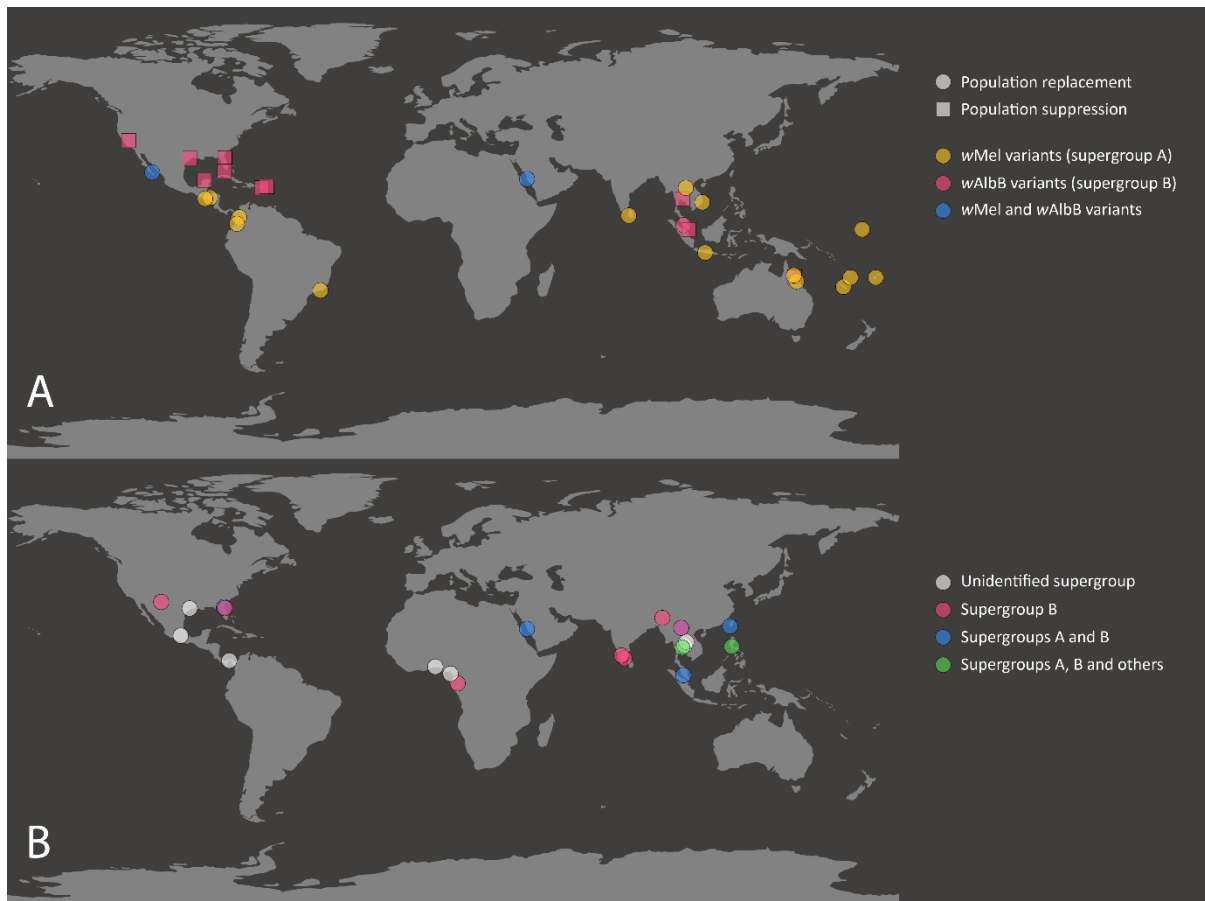 Population replacement
Population suppression
wMel variants (supergroup A)
wAlbB variants (supergroup B)
wMel and wAlbB variants
A
Unidentified supergroup
Supergroup B
Supergroups A and B
Supergroups A, B and others
B